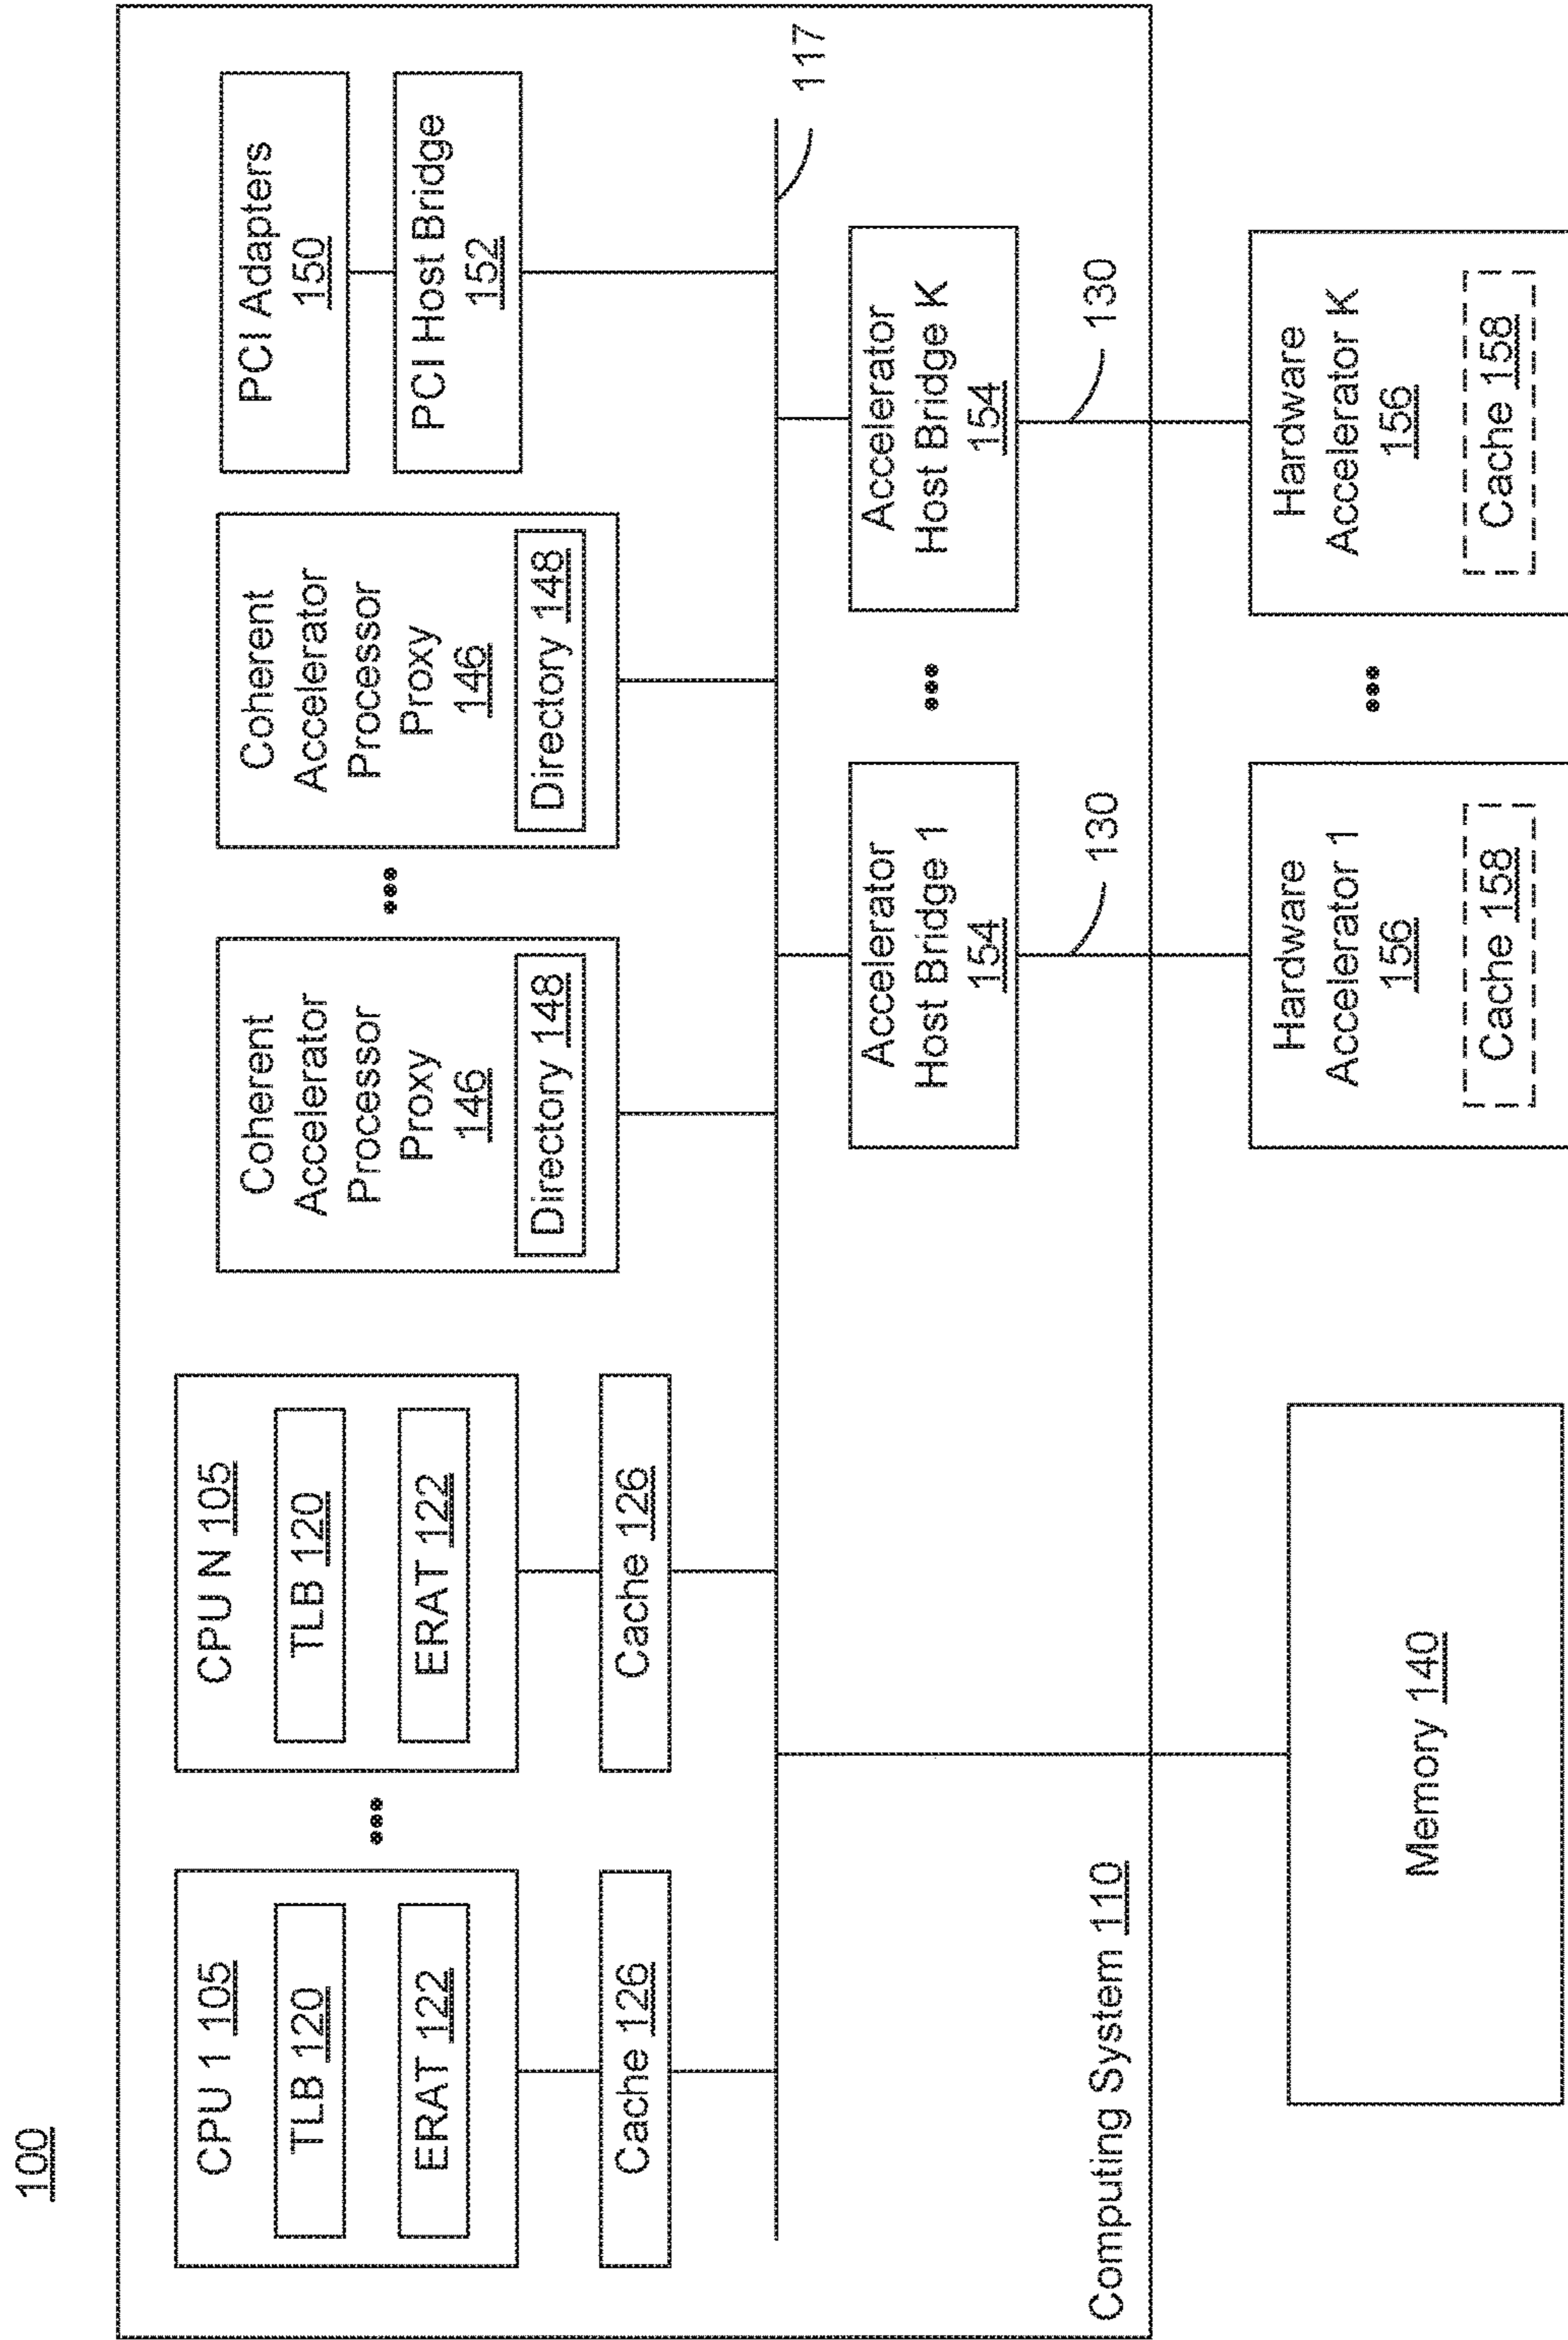 100
CPU 1 105
TLB 120
ERAT 122
Cache 126
•••
CPU N 105
TLB 120
ERAT 122
Cache 126
Coherent
Accelerator
Processor
Proxy
146
Directory 148
•••
Coherent
Accelerator
Processor
Proxy
146
Directory 148
PCI Adapters
150
PCI Host Bridge
152
117
Accelerator
Host Bridge 1
154
•••
Accelerator
Host Bridge K
154
130
130
Computing System 110
Memory 140
Hardware
Accelerator 1
156
Cache 158
•••
Hardware
Accelerator K
156
Cache 158